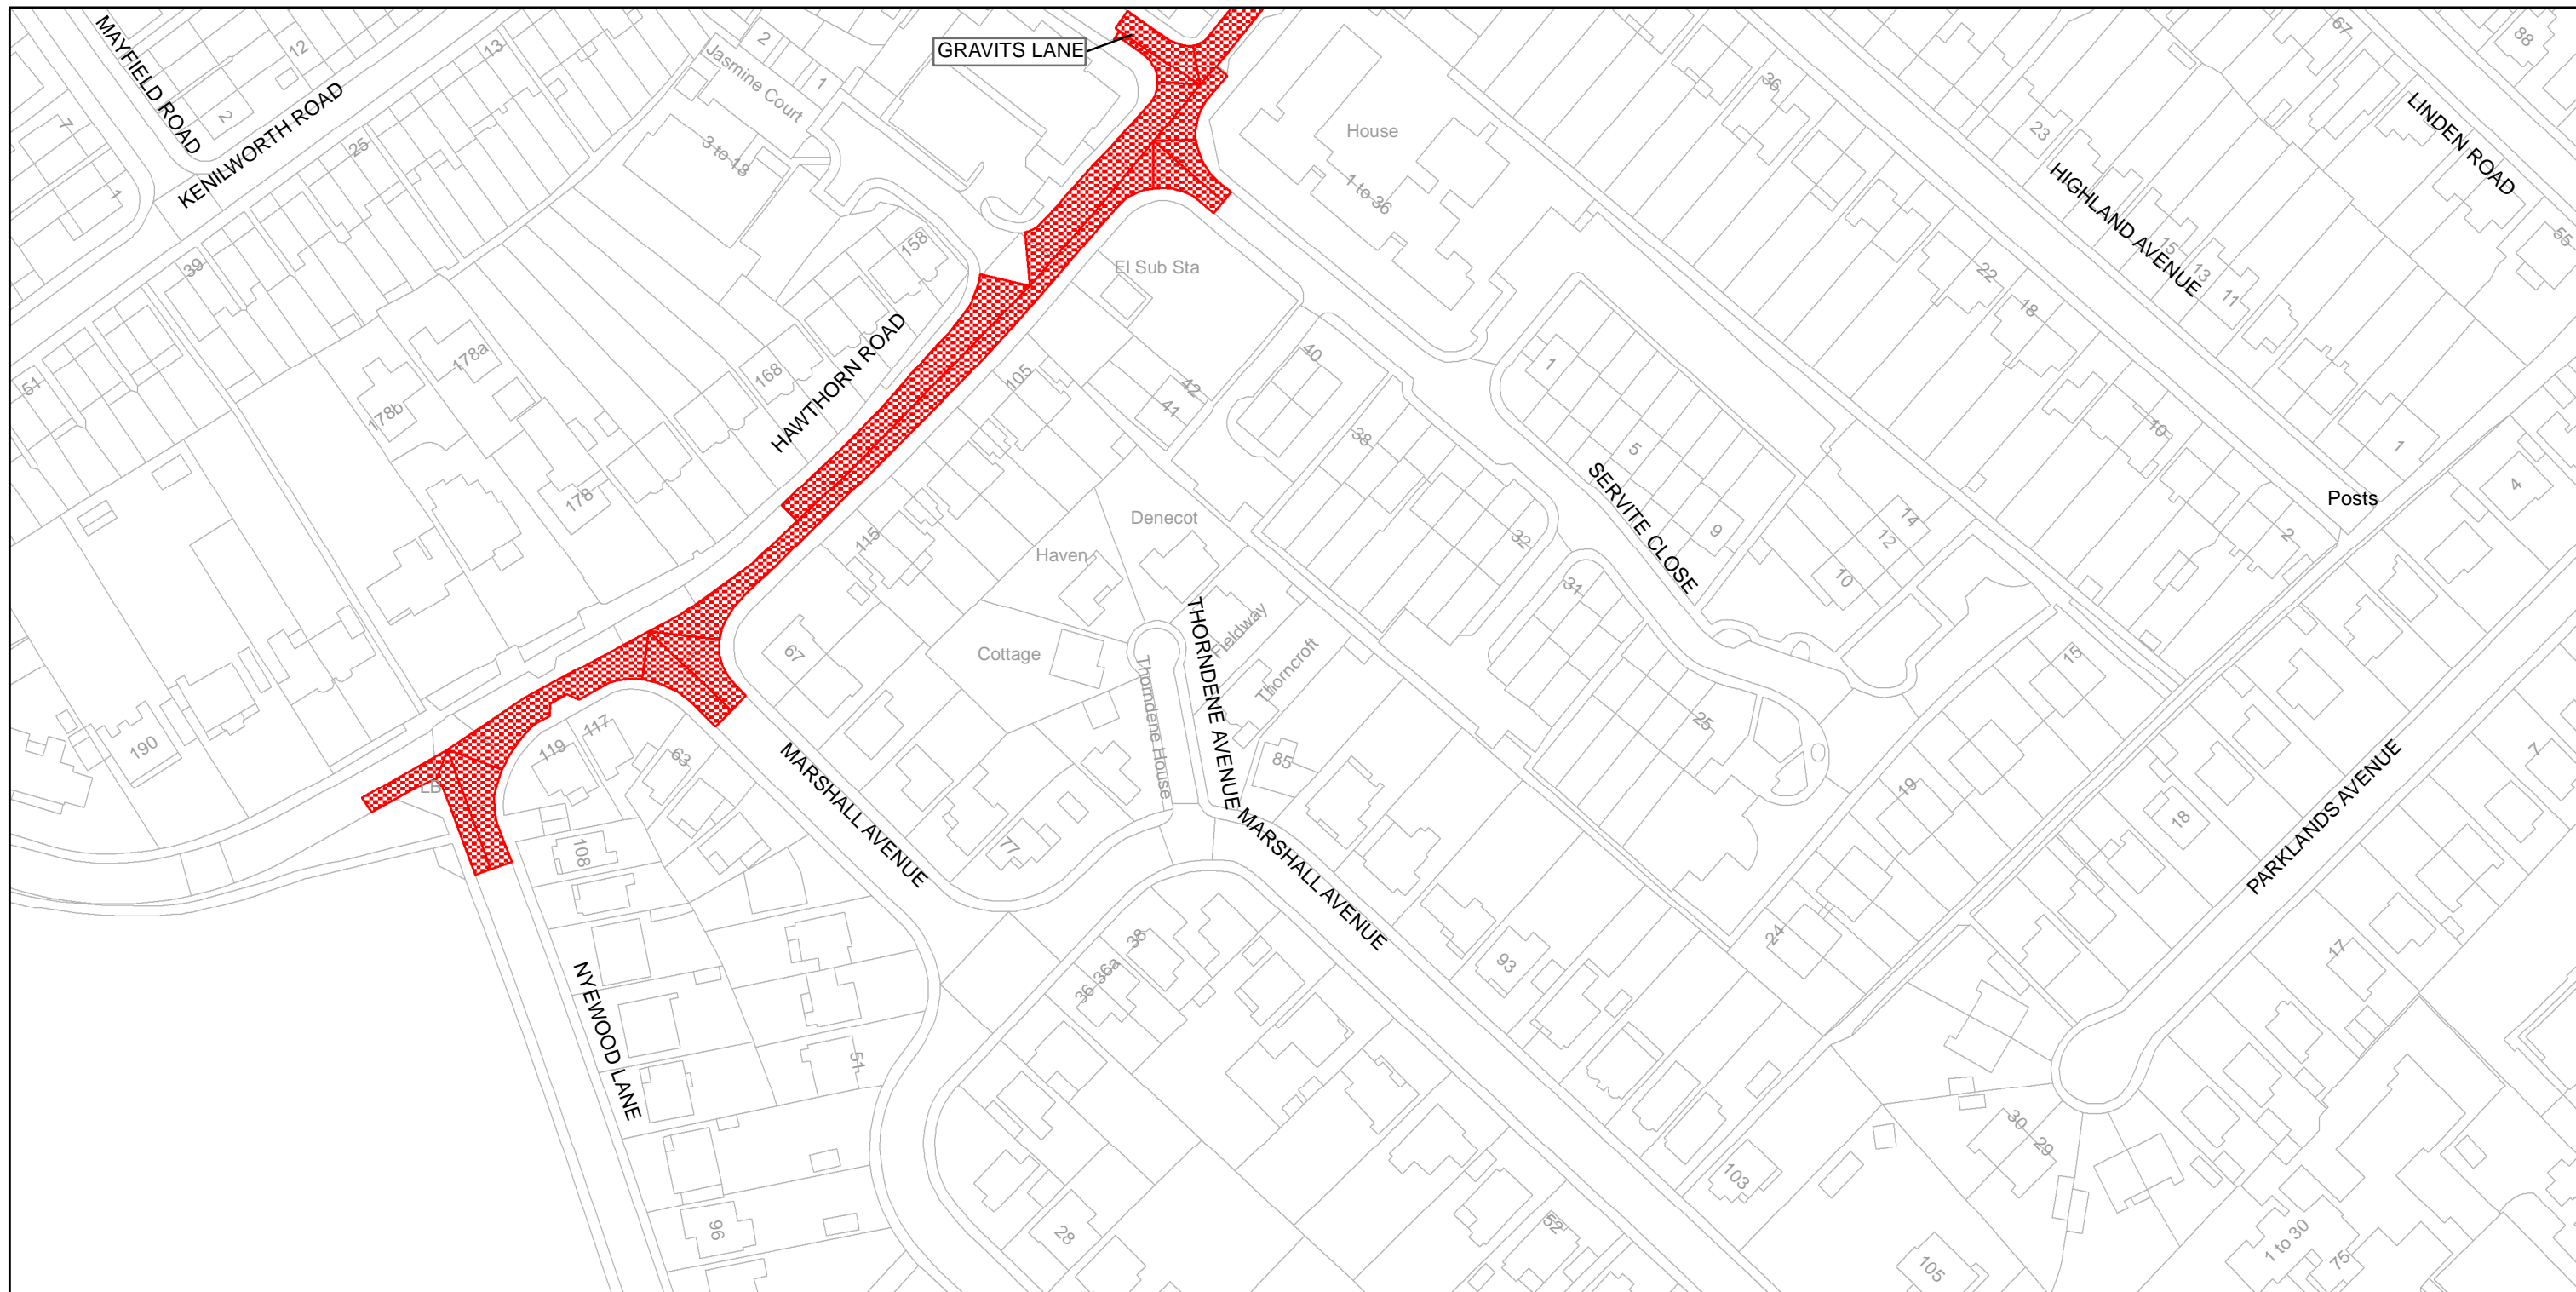 MAYFIELD ROAD
12
13
2
7
1
KENILWORTH ROAD
25
39
51
2
Jasmine Court
1
3 to 18
GRAVITS LANE
House
1 to 36
36
67
88
LINDEN ROAD
23
HIGHLAND AVENUE
15
13
11
55
22
18
10
1
4
Posts
2
158
El Sub Sta
HAWTHORN ROAD
168
178a
178b
178
105
42
41
40
38
1
5
9
SERVITE CLOSE
32
31
14
12
10
115
Denecot
Haven
Cottage
THORNDENE AVENUE
Fieldway
Thorncroft
Thorndene House
67
85
25
15
19
18
7
PARKLANDS AVENUE
190
LB
119
117
63
108
MARSHALL AVENUE
77
MARSHALL AVENUE
24
17
93
38
36a
36
51
NYEWOOD LANE
96
28
52
103
105
30
29
1 to 30
75